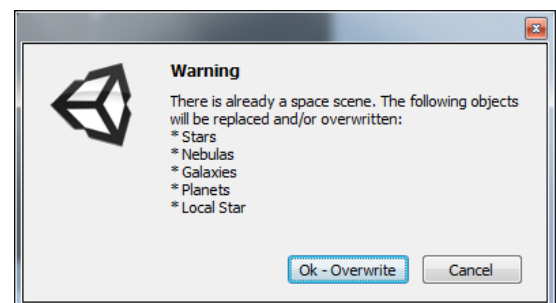 Warning
There is already a space scene. The following objects
will be replaced and/or overwritten:
* Stars
* Nebulas
* Galaxies
* Planets
* Local Star
Ok - Overwrite Cancel